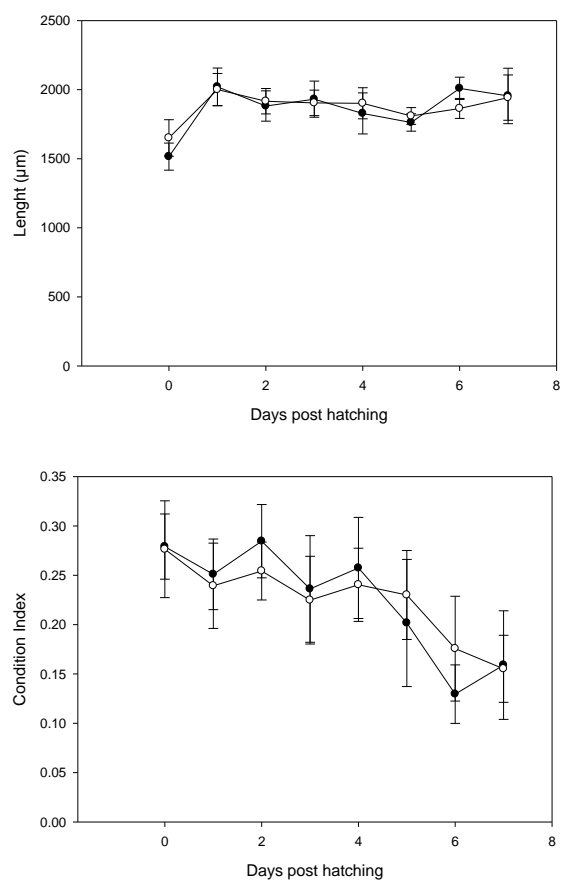 2500
2000
1500
1000
500
0
Lenght (µm)
0 2 4 6 8
Days post hatching
0.35
0.30
0.25
0.20
0.15
0.10
0.05
0.00
Condition Index
0 2 4 6 8
Days post hatching